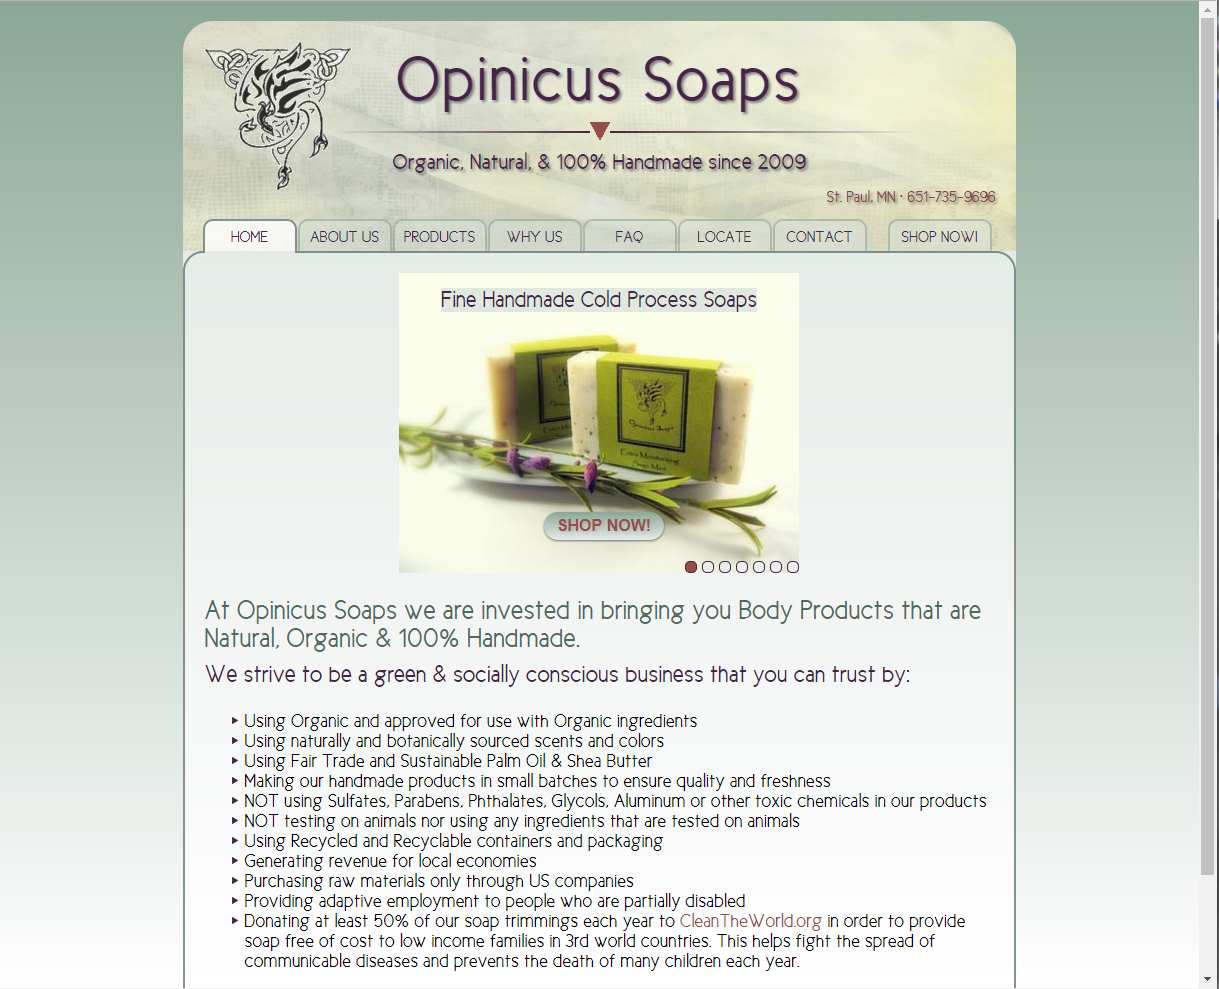 Opinicus Soaps
Organic, Natural, & 100% Handmade since 2009
St. Paul, MN · 651-735-9696
HOME
ABOUT US
PRODUCTS
WHY US
FAQ
LOCATE
CONTACT
SHOP NOW!
Fine Handmade Cold Process Soaps
Opinicus Soaps
Extra Moisturizing
Sage Mint
SHOP NOW!
At Opinicus Soaps we are invested in bringing you Body Products that are
Natural, Organic & 100% Handmade.
We strive to be a green & socially conscious business that you can trust by:
Using Organic and approved for use with Organic ingredients
Using naturally and botanically sourced scents and colors
Using Fair Trade and Sustainable Palm Oil & Shea Butter
Making our handmade products in small batches to ensure quality and freshness
NOT using Sulfates, Parabens, Phthalates, Glycols, Aluminum or other toxic chemicals in our products
NOT testing on animals nor using any ingredients that are tested on animals
Using Recycled and Recyclable containers and packaging
Generating revenue for local economies
Purchasing raw materials only through US companies
Providing adaptive employment to people who are partially disabled
Donating at least 50% of our soap trimmings each year to CleanTheWorld.org in order to provide
soap free of cost to low income families in 3rd world countries. This helps fight the spread of
communicable diseases and prevents the death of many children each year.